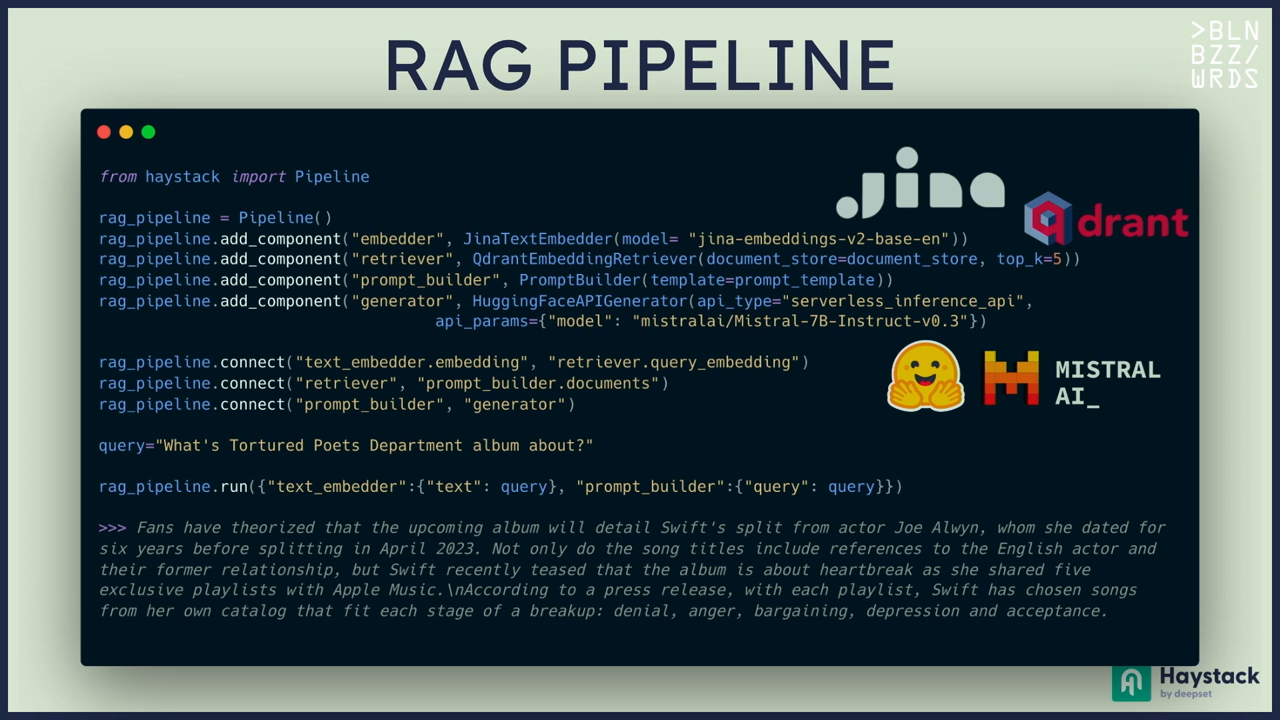 RAG PIPELINE
>BLN
BZZ/
WRDS
from haystack import Pipeline
rag_pipeline = Pipeline()
rag_pipeline.add_component("embedder", JinaTextEmbedder(model= "jina-embeddings-v2-base-en"))
rag_pipeline.add_component("retriever", QdrantEmbeddingRetriever(document_store=document_store, top_k=5))
rag_pipeline.add_component("prompt_builder", PromptBuilder(template=prompt_template))
rag_pipeline.add_component("generator", HuggingFaceAPIGenerator(api_type="serverless_inference_api",
api_params={"model": "mistralai/Mistral-7B-Instruct-v0.3"})
rag_pipeline.connect("text_embedder.embedding", "retriever.query_embedding")
rag_pipeline.connect("retriever", "prompt_builder.documents")
rag_pipeline.connect("prompt_builder", "generator")
query="What's Tortured Poets Department album about?"
rag_pipeline.run({"text_embedder":{"text": query}, "prompt_builder":{"query": query}})
>>> Fans have theorized that the upcoming album will detail Swift's split from actor Joe Alwyn, whom she dated for
six years before splitting in April 2023. Not only do the song titles include references to the English actor and
their former relationship, but Swift recently teased that the album is about heartbreak as she shared five
exclusive playlists with Apple Music.\nAccording to a press release, with each playlist, Swift has chosen songs
from her own catalog that fit each stage of a breakup: denial, anger, bargaining, depression and acceptance.
jina
qdrant
MISTRAL
AI_
Haystack
by deepset